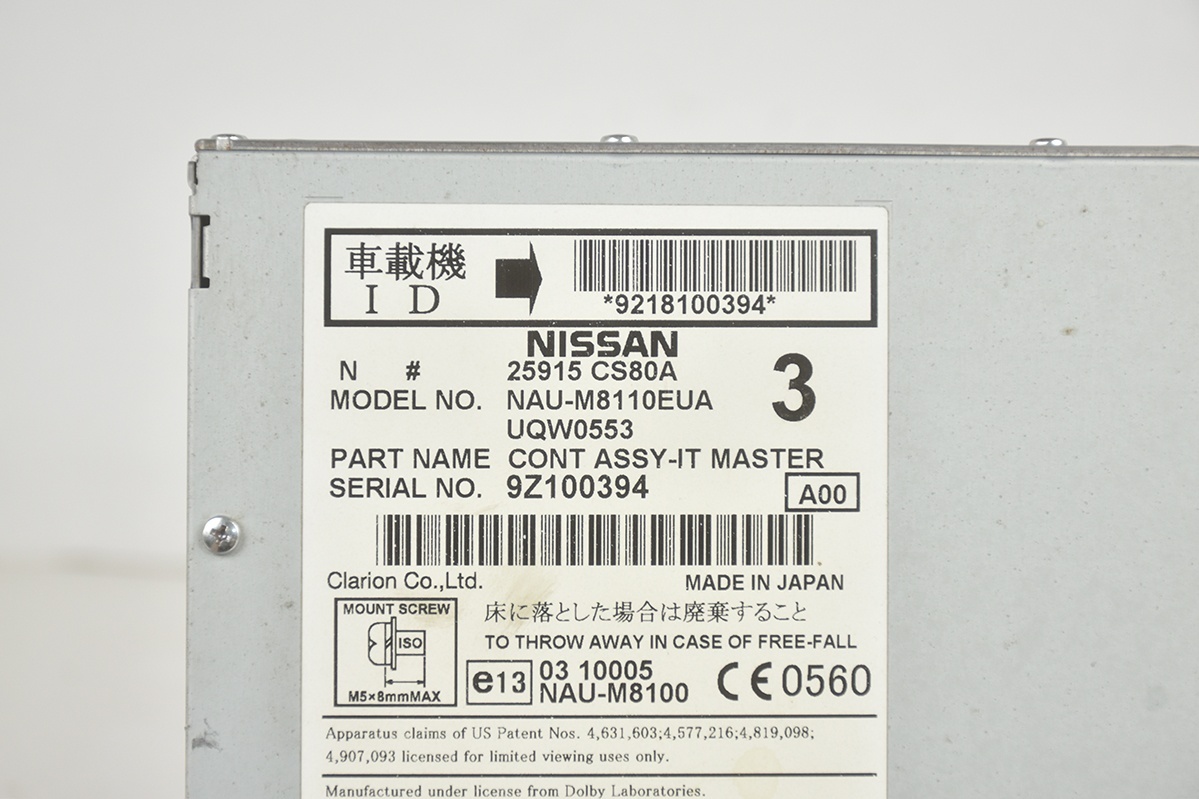 車載機
ID
*9218100394*
NISSAN
N # 25915 CS80A
3
MODEL NO. NAU-M8110EUA
UQW0553
PART NAME CONT ASSY-IT MASTER
SERIAL NO. 9Z100394
A00
Clarion Co.,Ltd.
MADE IN JAPAN
MOUNT SCREW
ISO
M5×8mmMAX
床に落とした場合は廃棄すること
TO THROW AWAY IN CASE OF FREE-FALL
e13
03 10005
NAU-M8100
CE0560
Apparatus claims of US Patent Nos. 4,631,603;4,577,216;4,819,098;
4,907,093 licensed for limited viewing uses only.
Manufactured under license from Dolby Laboratories.